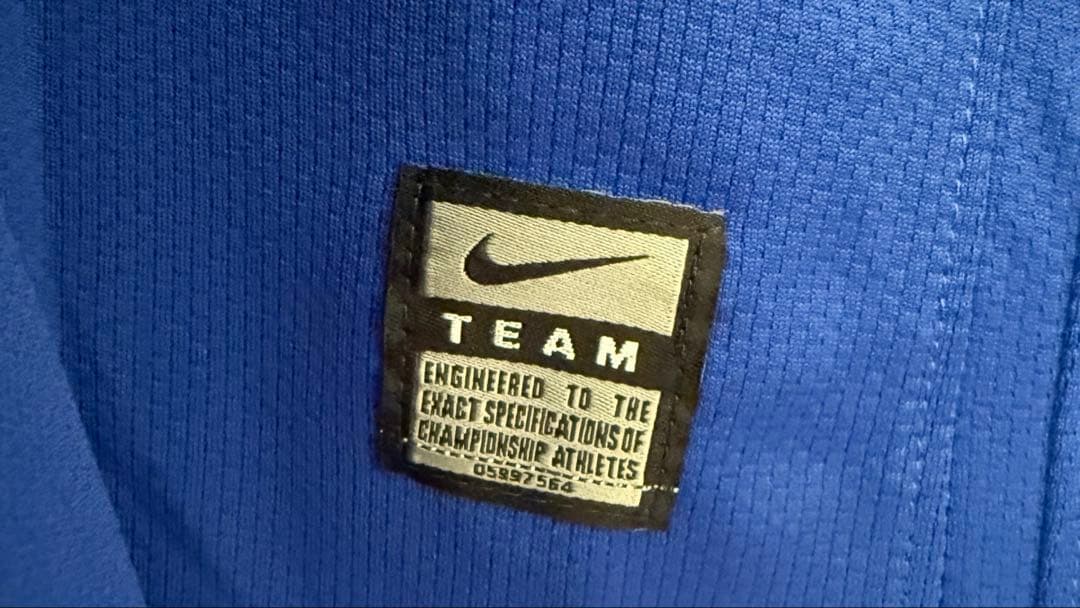 TEAM
ENGINEERED TO THE
EXACT SPECIFICATIONS OF
CHAMPIONSHIP ATHLETES
05997564